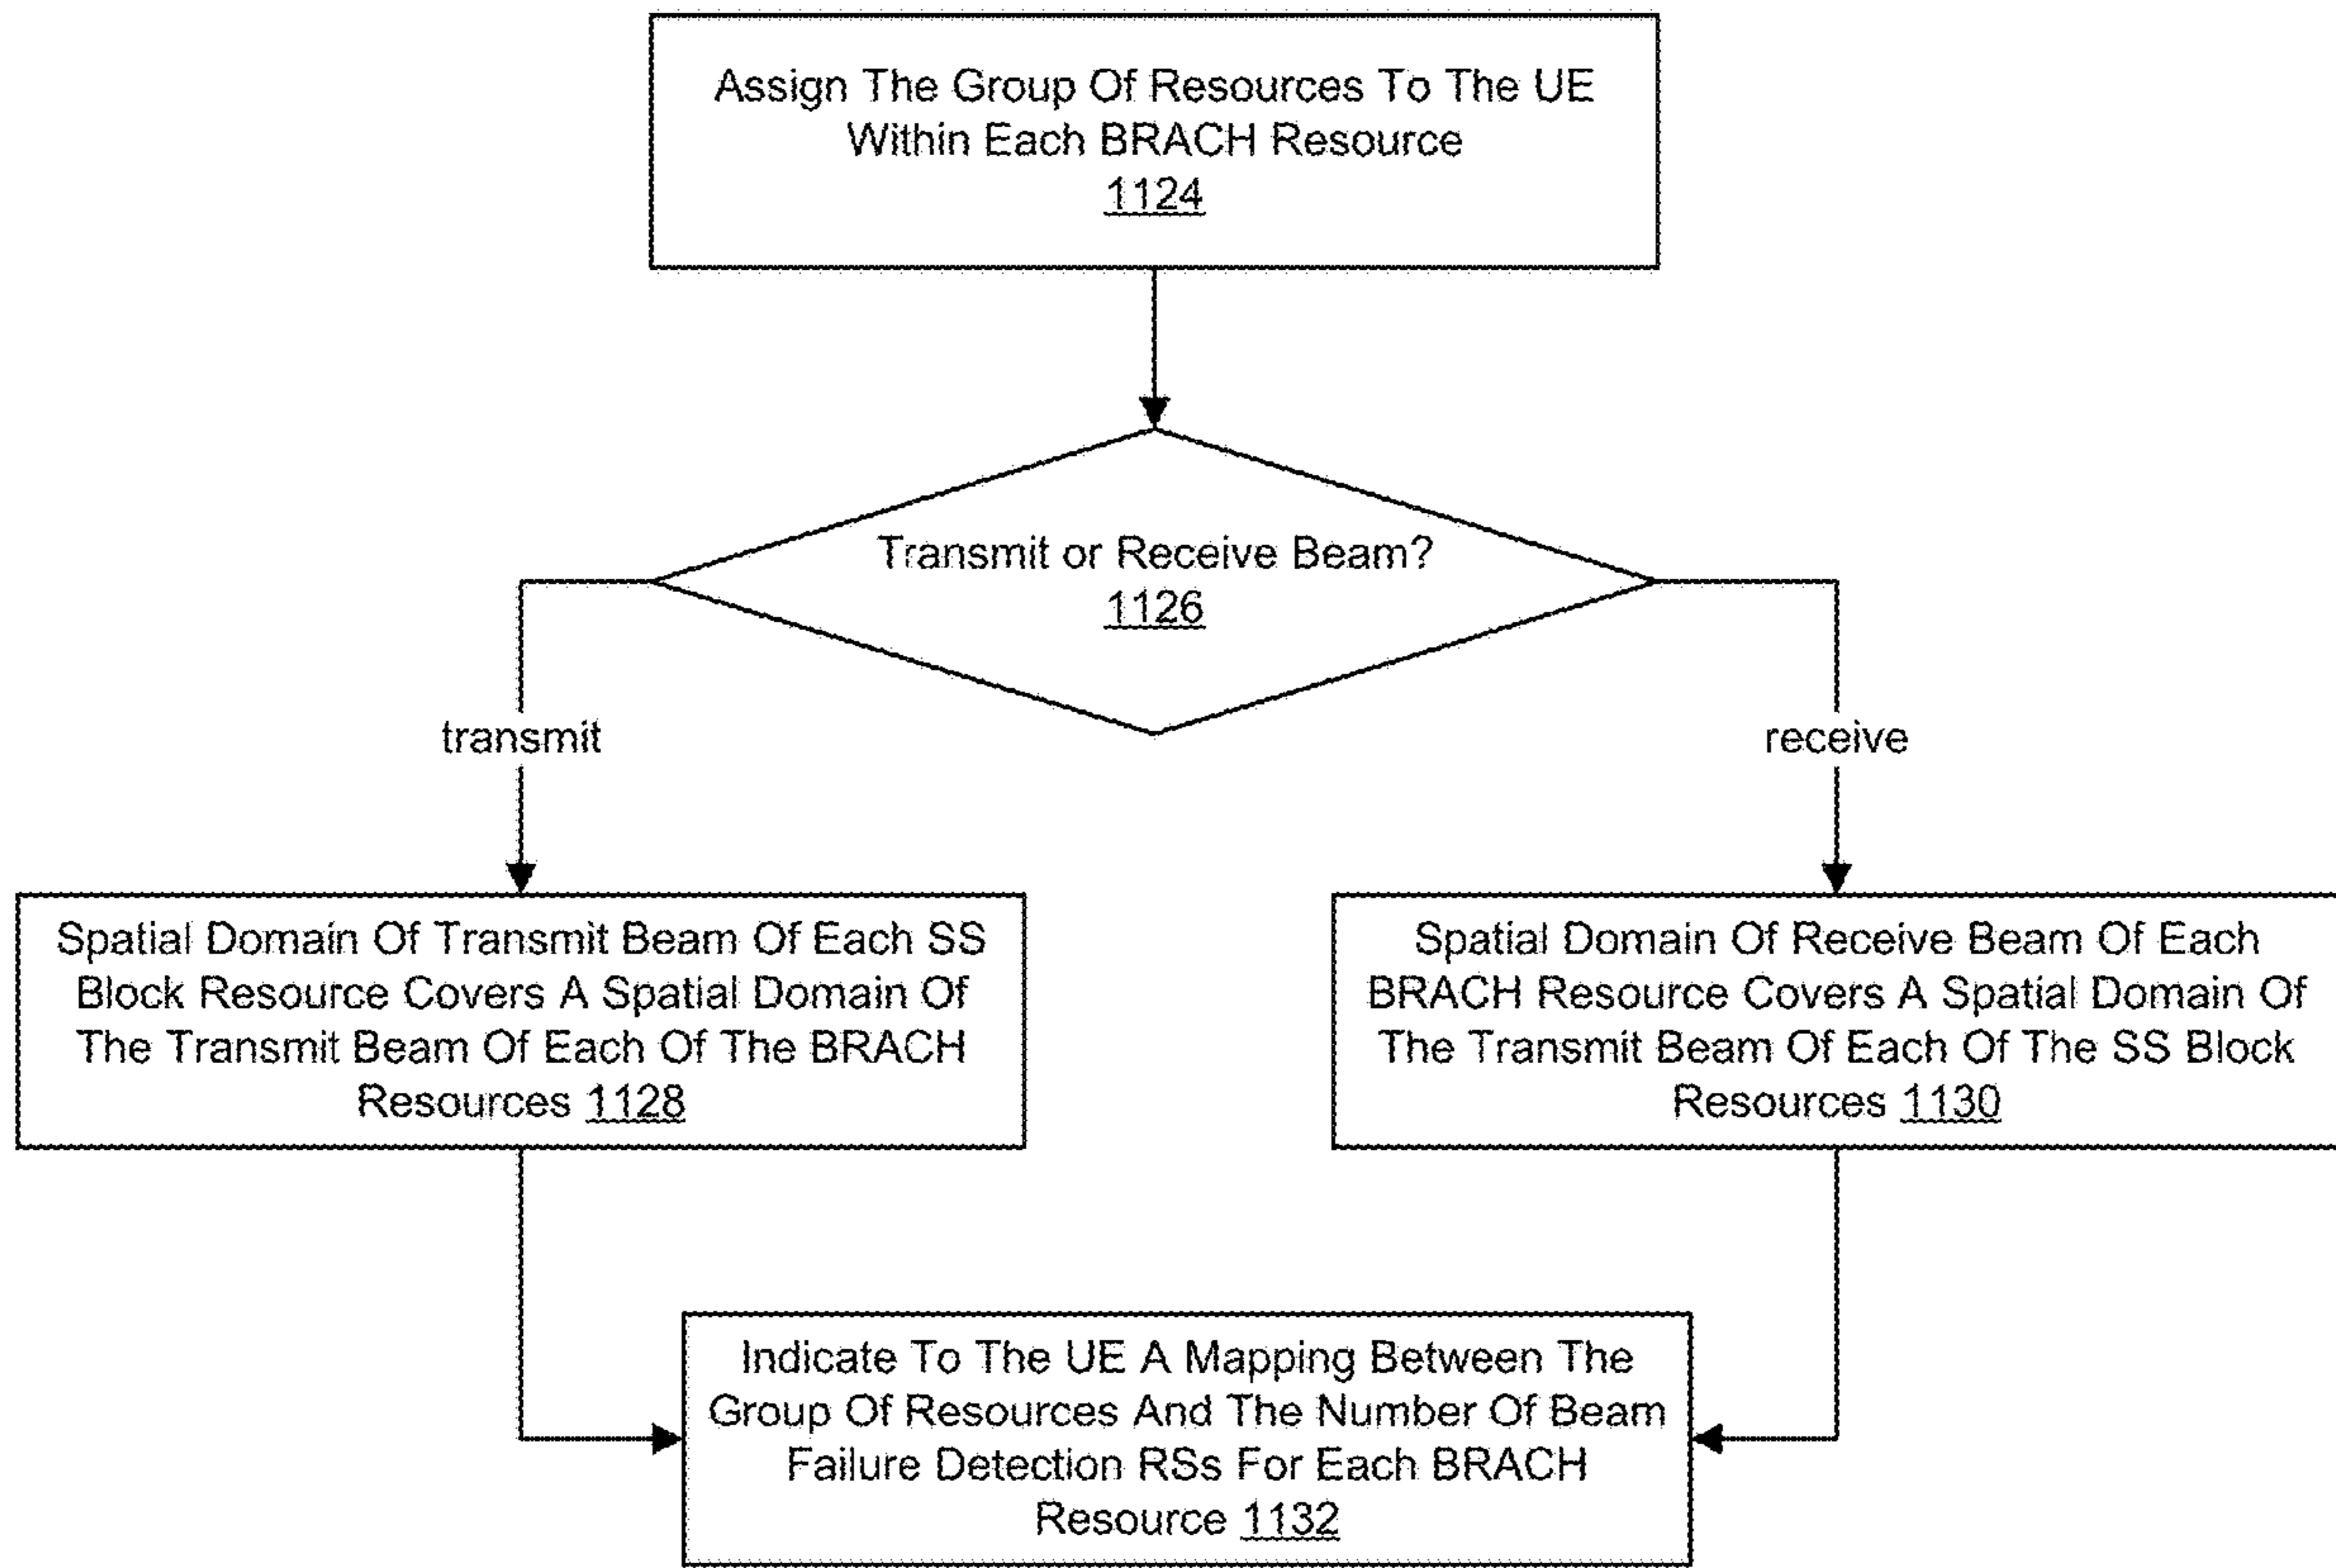 Assign The Group Of Resources To The UE
Within Each BRACH Resource
1124
Transmit or Receive Beam?
1126
transmit
receive
Spatial Domain Of Transmit Beam Of Each SS
Block Resource Covers A Spatial Domain Of
The Transmit Beam Of Each Of The BRACH
Resources 1128
Spatial Domain Of Receive Beam Of Each
BRACH Resource Covers A Spatial Domain Of
The Transmit Beam Of Each Of The SS Block
Resources 1130
Indicate To The UE A Mapping Between The
Group Of Resources And The Number Of Beam
Failure Detection RSs For Each BRACH
Resource 1132